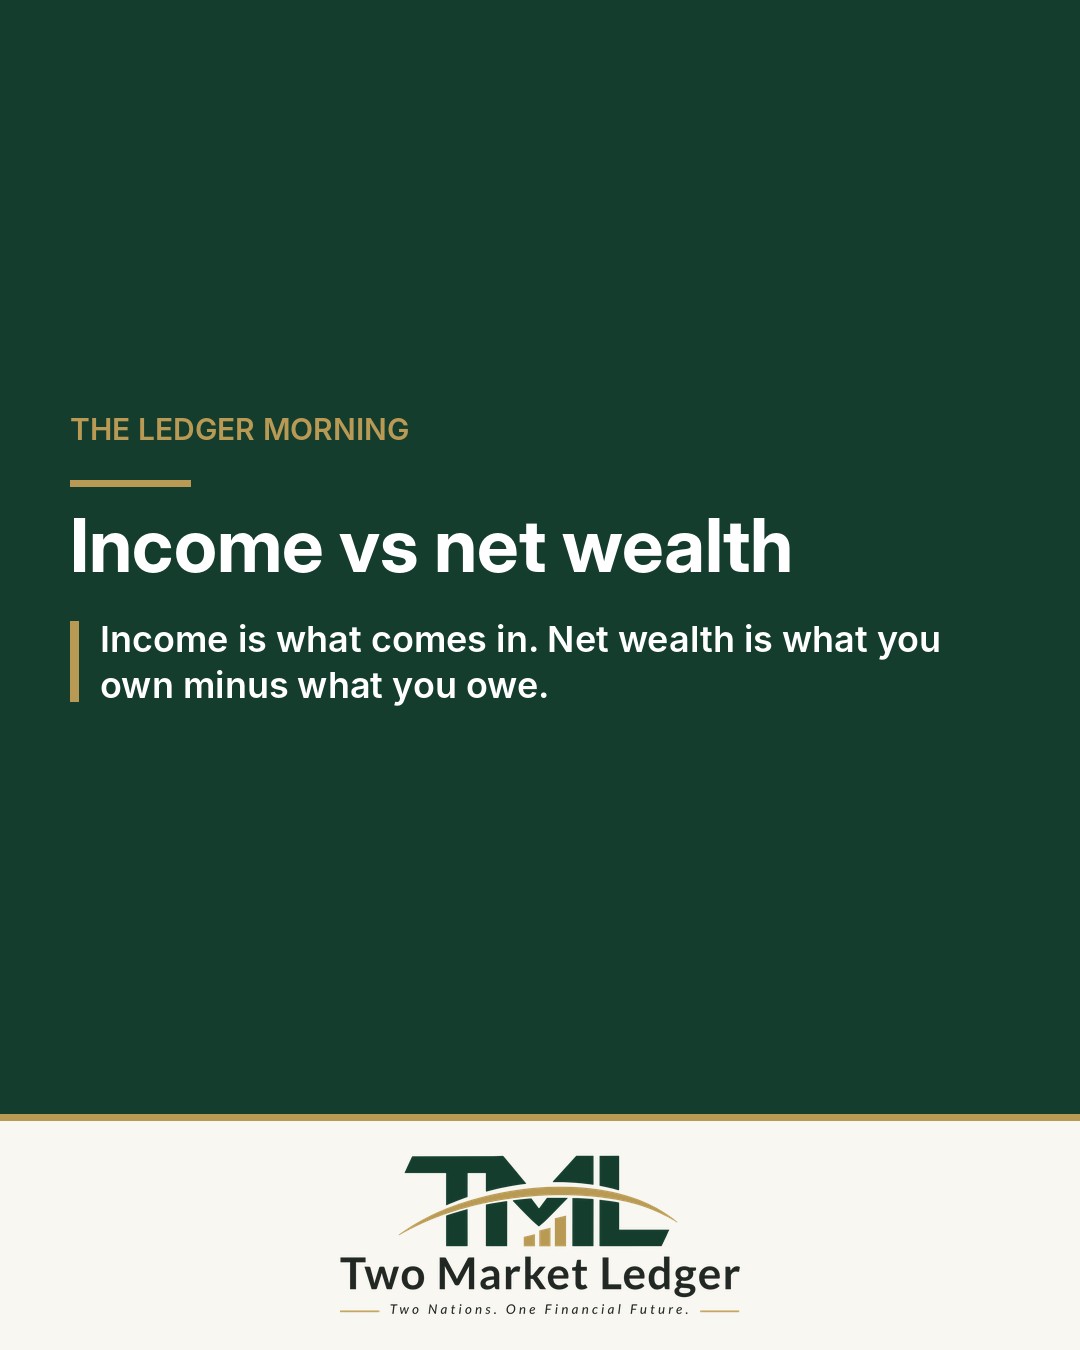 THE LEDGER MORNING
Income vs net wealth
Income is what comes in. Net wealth is what you
own minus what you owe.
TML
Two Market Ledger
Two Nations. One Financial Future.